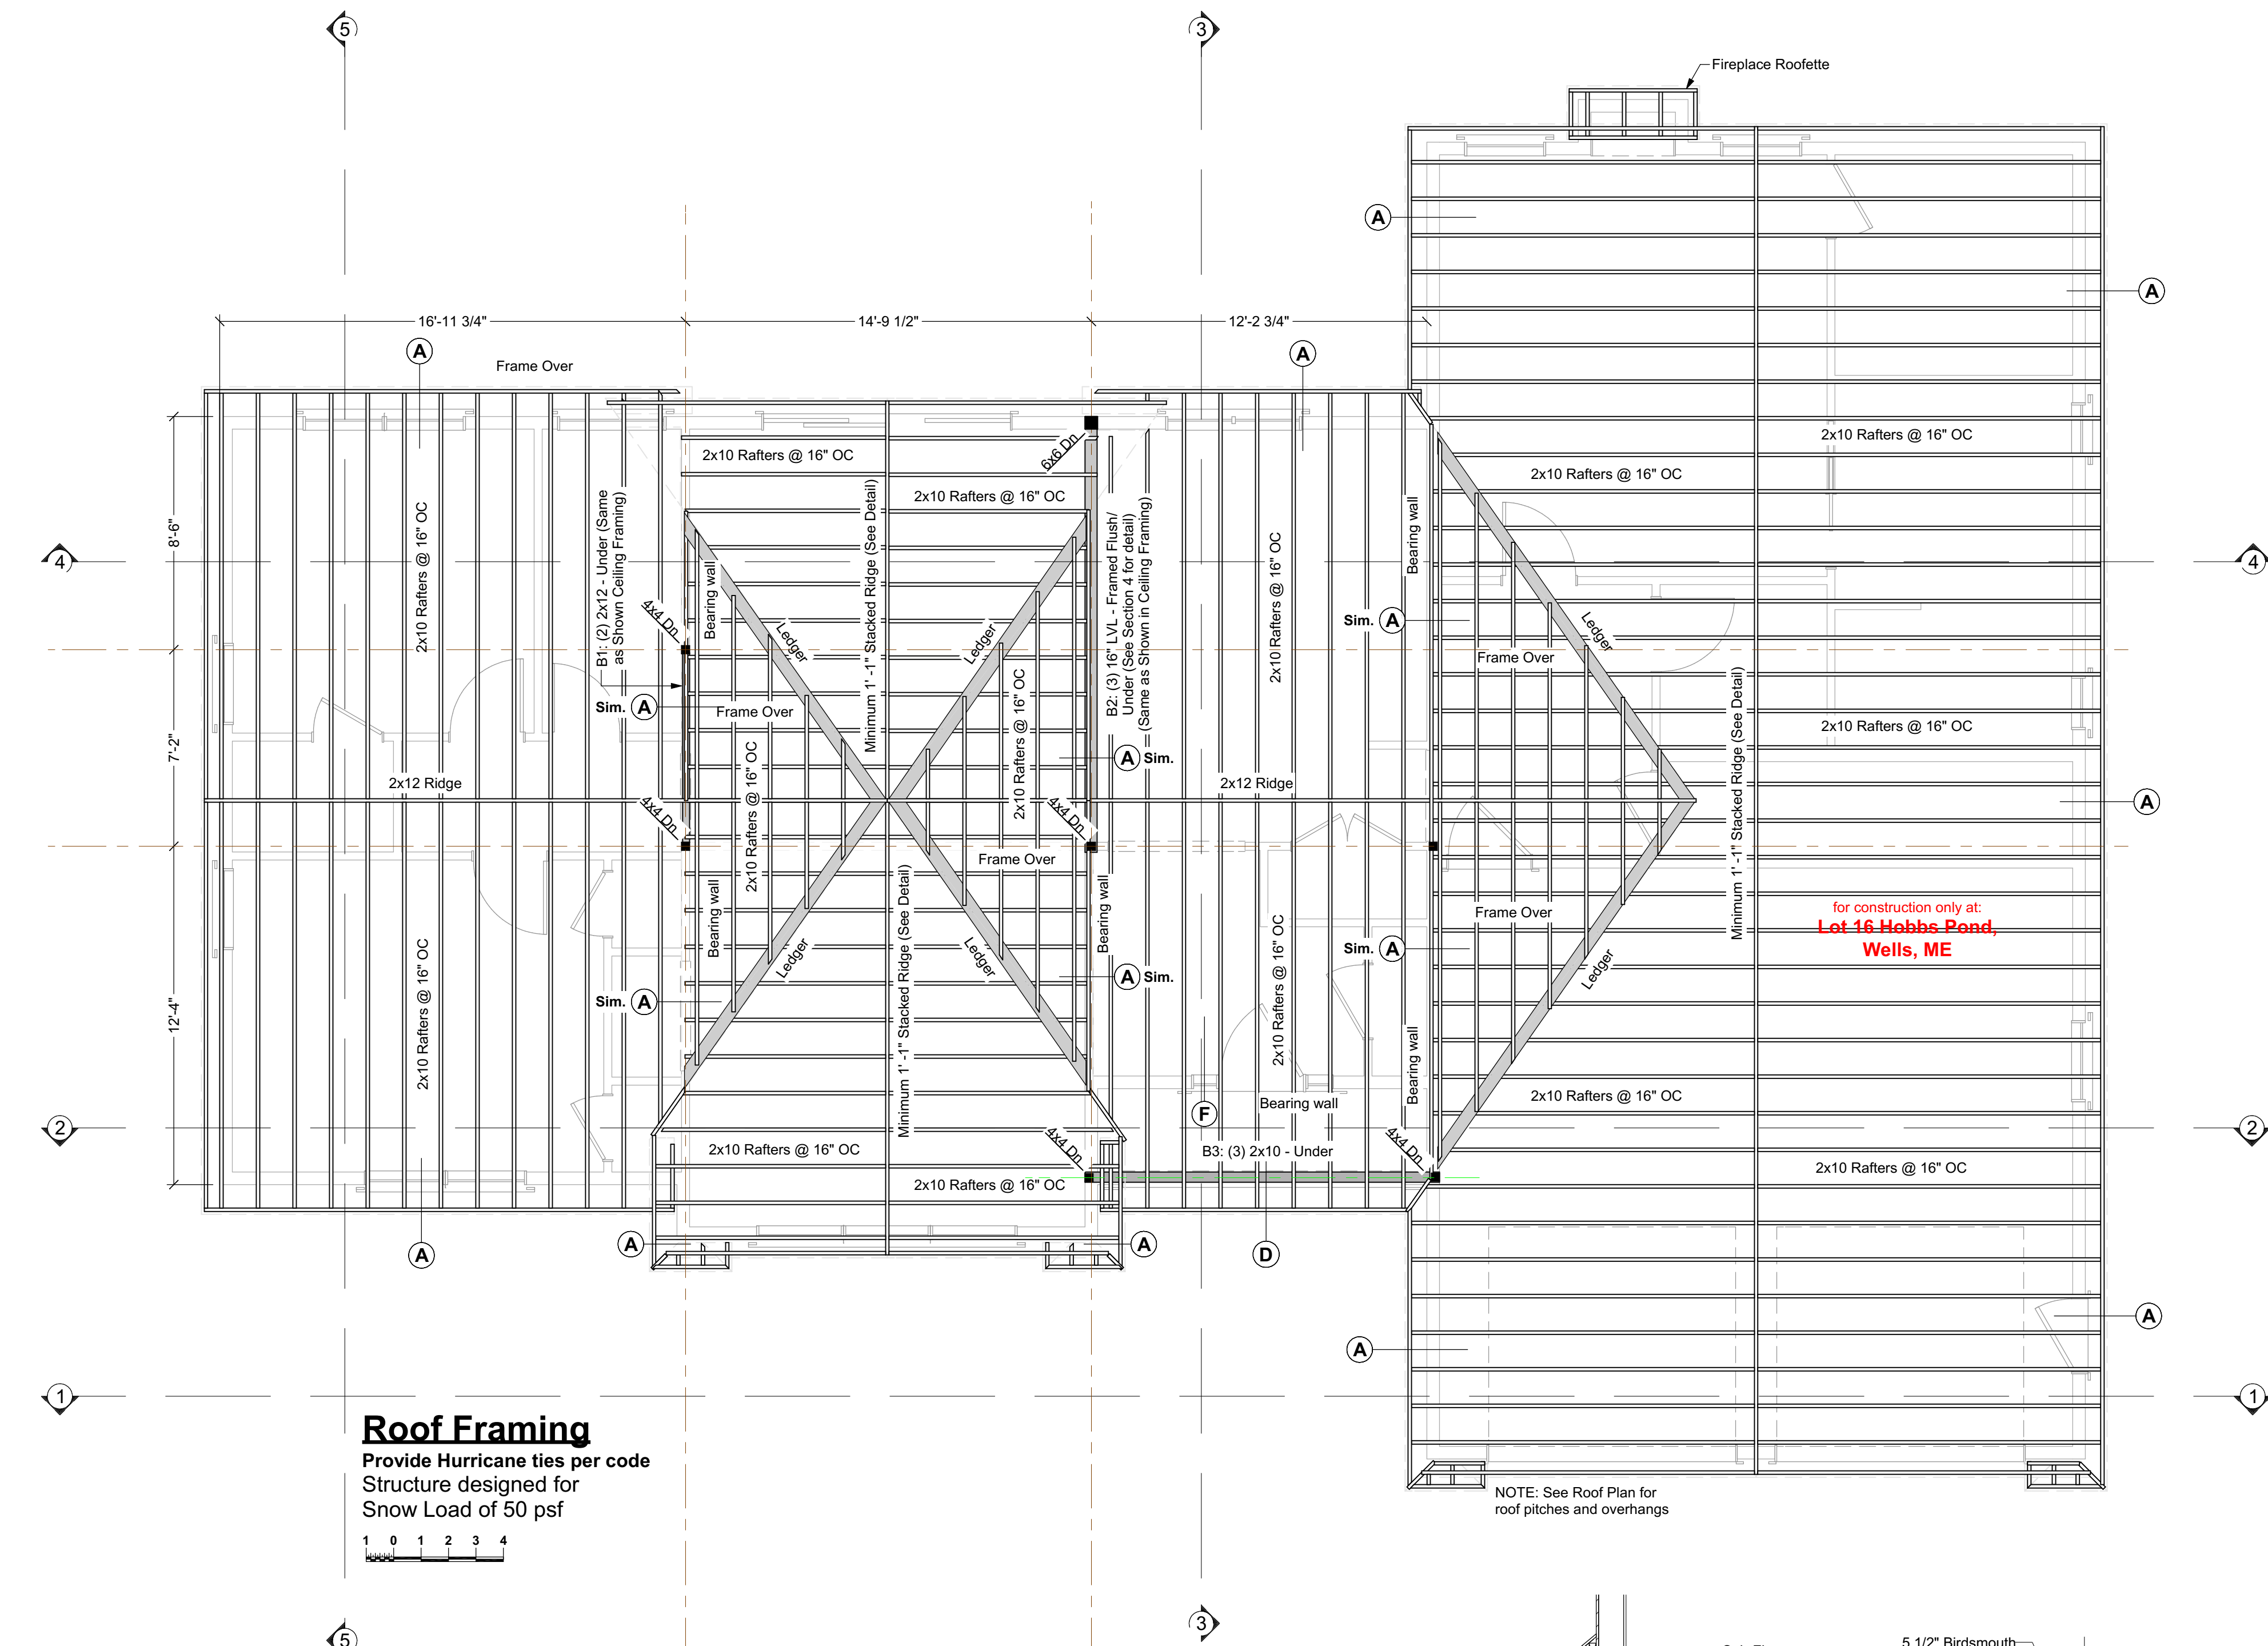 5
3
Fireplace Roofette
A
A
16'-11 3/4"
14'-9 1/2"
12'-2 3/4"
A
A
Frame Over
2x10 Rafters @ 16" OC
2x10 Rafters @ 16" OC
2x10 Rafters @ 16" OC
2x10 Rafters @ 16" OC
6x6 Dn
2x10 Rafters @ 16" OC
8'-6"
2x10 Rafters @ 16" OC
B1: (2) 2x12 - Under (Same
as Shown Ceiling Framing)
Minimum 1' -1" Stacked Ridge (See Detail)
B2: (3) 16" LVL - Framed Flush/
Under (See Section 4 for detail)
(Same as Shown in Ceiling Framing)
2x10 Rafters @ 16" OC
Bearing wall
4
4
Bearing wall
4x4 Dn
Ledger
Ledger
Sim. A
Ledger
Frame Over
Sim. A
Frame Over
2x10 Rafters @ 16" OC
2x10 Rafters @ 16" OC
7'-2"
A Sim.
Minimum 1' -1" Stacked Ridge (See Detail)
2x12 Ridge
2x10 Rafters @ 16" OC
2x12 Ridge
4x4 Dn
4x4 Dn
A
Frame Over
Bearing wall
Bearing wall
Frame Over
for construction only at:
Lot 16 Hobbs Pond,
Wells, ME
12'-4"
2x10 Rafters @ 16" OC
Ledger
Minimum 1' -1" Stacked Ridge (See Detail)
Ledger
2x10 Rafters @ 16" OC
Sim. A
Ledger
A Sim.
Sim. A
Bearing wall
2x10 Rafters @ 16" OC
F
Bearing wall
2
2
4x4 Dn
4x4 Dn
2x10 Rafters @ 16" OC
B3: (3) 2x10 - Under
2x10 Rafters @ 16" OC
2x10 Rafters @ 16" OC
A
A
A
D
A
A
1
1
Roof Framing
Provide Hurricane ties per code
Structure designed for
Snow Load of 50 psf
1 0 1 2 3 4
NOTE: See Roof Plan for
roof pitches and overhangs
5
3
5 1/2" Birdsmouth